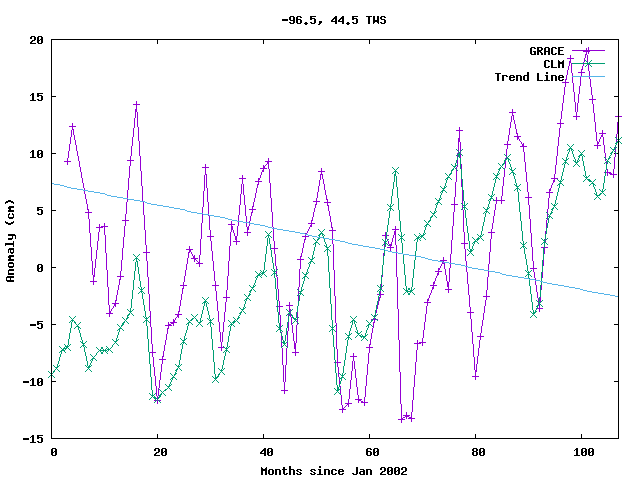 -96.5, 44.5 TWS
GRACE
CLM
Trend Line
20
15
10
5
0
-5
-10
-15
Anomaly (cm)
0 20 40 60 80 100
Months since Jan 2002